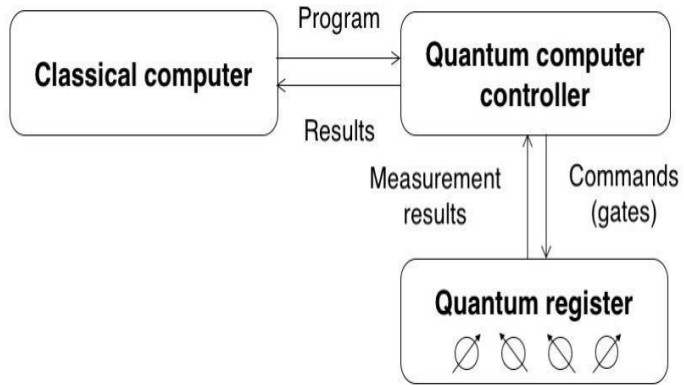 Program
Classical computer
Quantum computer
controller
Results
Measurement
results
Commands
(gates)
Quantum register